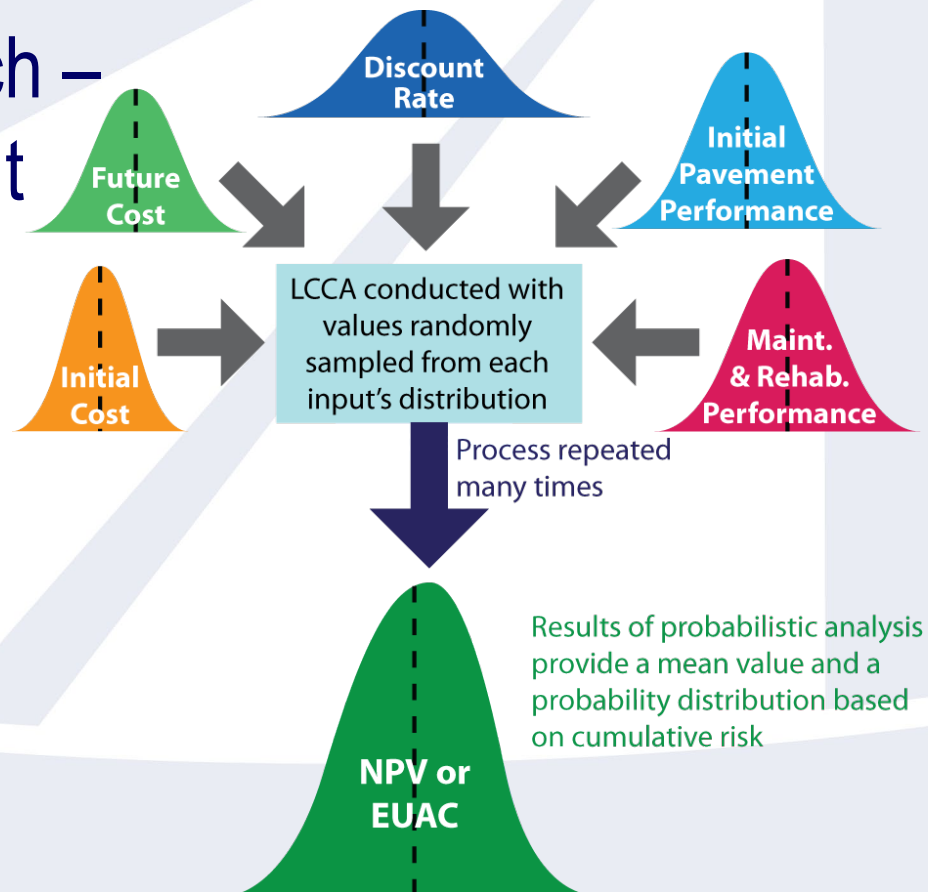 ch –
t
Discount
Rate
Future
Cost
Initial
Pavement
Performance
Initial
Cost
LCCA conducted with
values randomly
sampled from each
input's distribution
Maint.
& Rehab.
Performance
Process repeated
many times
NPV or
EUAC
Results of probabilistic analysis
provide a mean value and a
probability distribution based
on cumulative risk